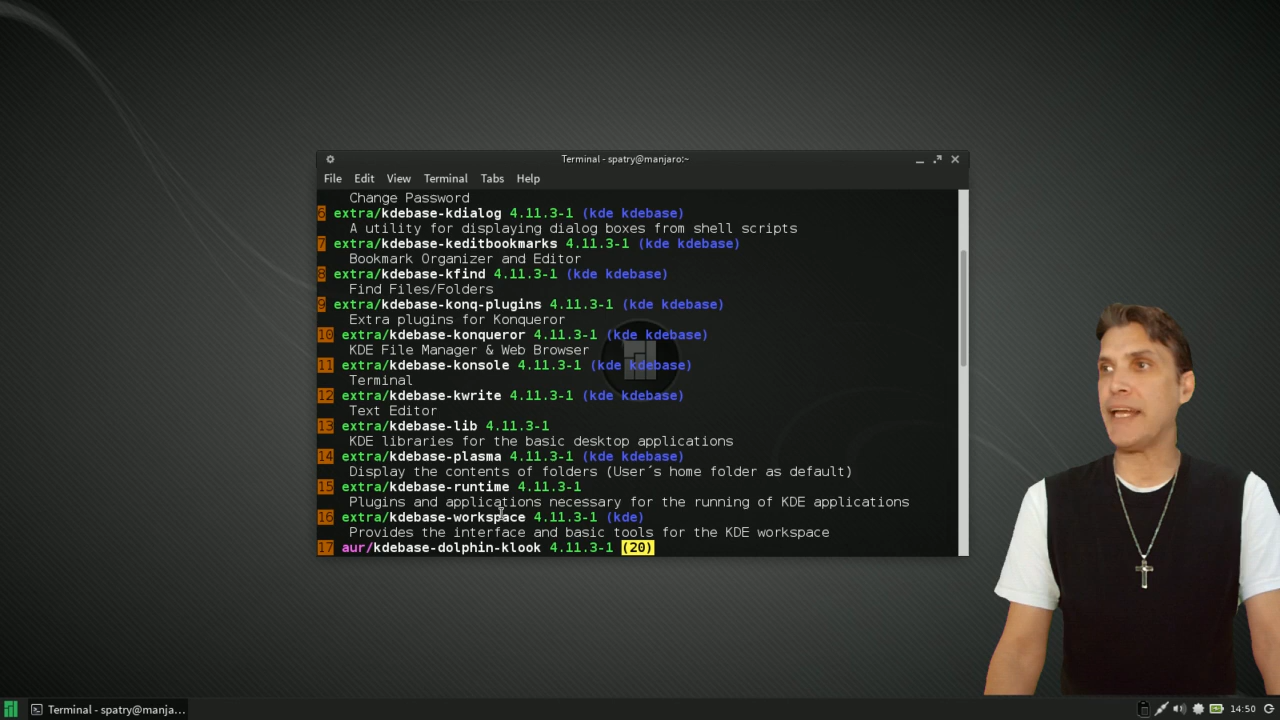 Terminal - spatry@manjaro:~
File Edit View Terminal Tabs Help
Change Password
6 extra/kdebase-kdialog 4.11.3-1 (kde kdebase)
A utility for displaying dialog boxes from shell scripts
7 extra/kdebase-keditbookmarks 4.11.3-1 (kde kdebase)
Bookmark Organizer and Editor
8 extra/kdebase-kfind 4.11.3-1 (kde kdebase)
Find Files/Folders
9 extra/kdebase-konq-plugins 4.11.3-1 (kde kdebase)
Extra plugins for Konqueror
10 extra/kdebase-konqueror 4.11.3-1 (kde kdebase)
KDE File Manager & Web Browser
11 extra/kdebase-konsole 4.11.3-1 (kde kdebase)
Terminal
12 extra/kdebase-kwrite 4.11.3-1 (kde kdebase)
Text Editor
13 extra/kdebase-lib 4.11.3-1
KDE libraries for the basic desktop applications
14 extra/kdebase-plasma 4.11.3-1 (kde kdebase)
Display the contents of folders (User´s home folder as default)
15 extra/kdebase-runtime 4.11.3-1
Plugins and applications necessary for the running of KDE applications
16 extra/kdebase-workspace 4.11.3-1 (kde)
Provides the interface and basic tools for the KDE workspace
17 aur/kdebase-dolphin-klook 4.11.3-1 (20)
Terminal - spatry@manja... 14:50